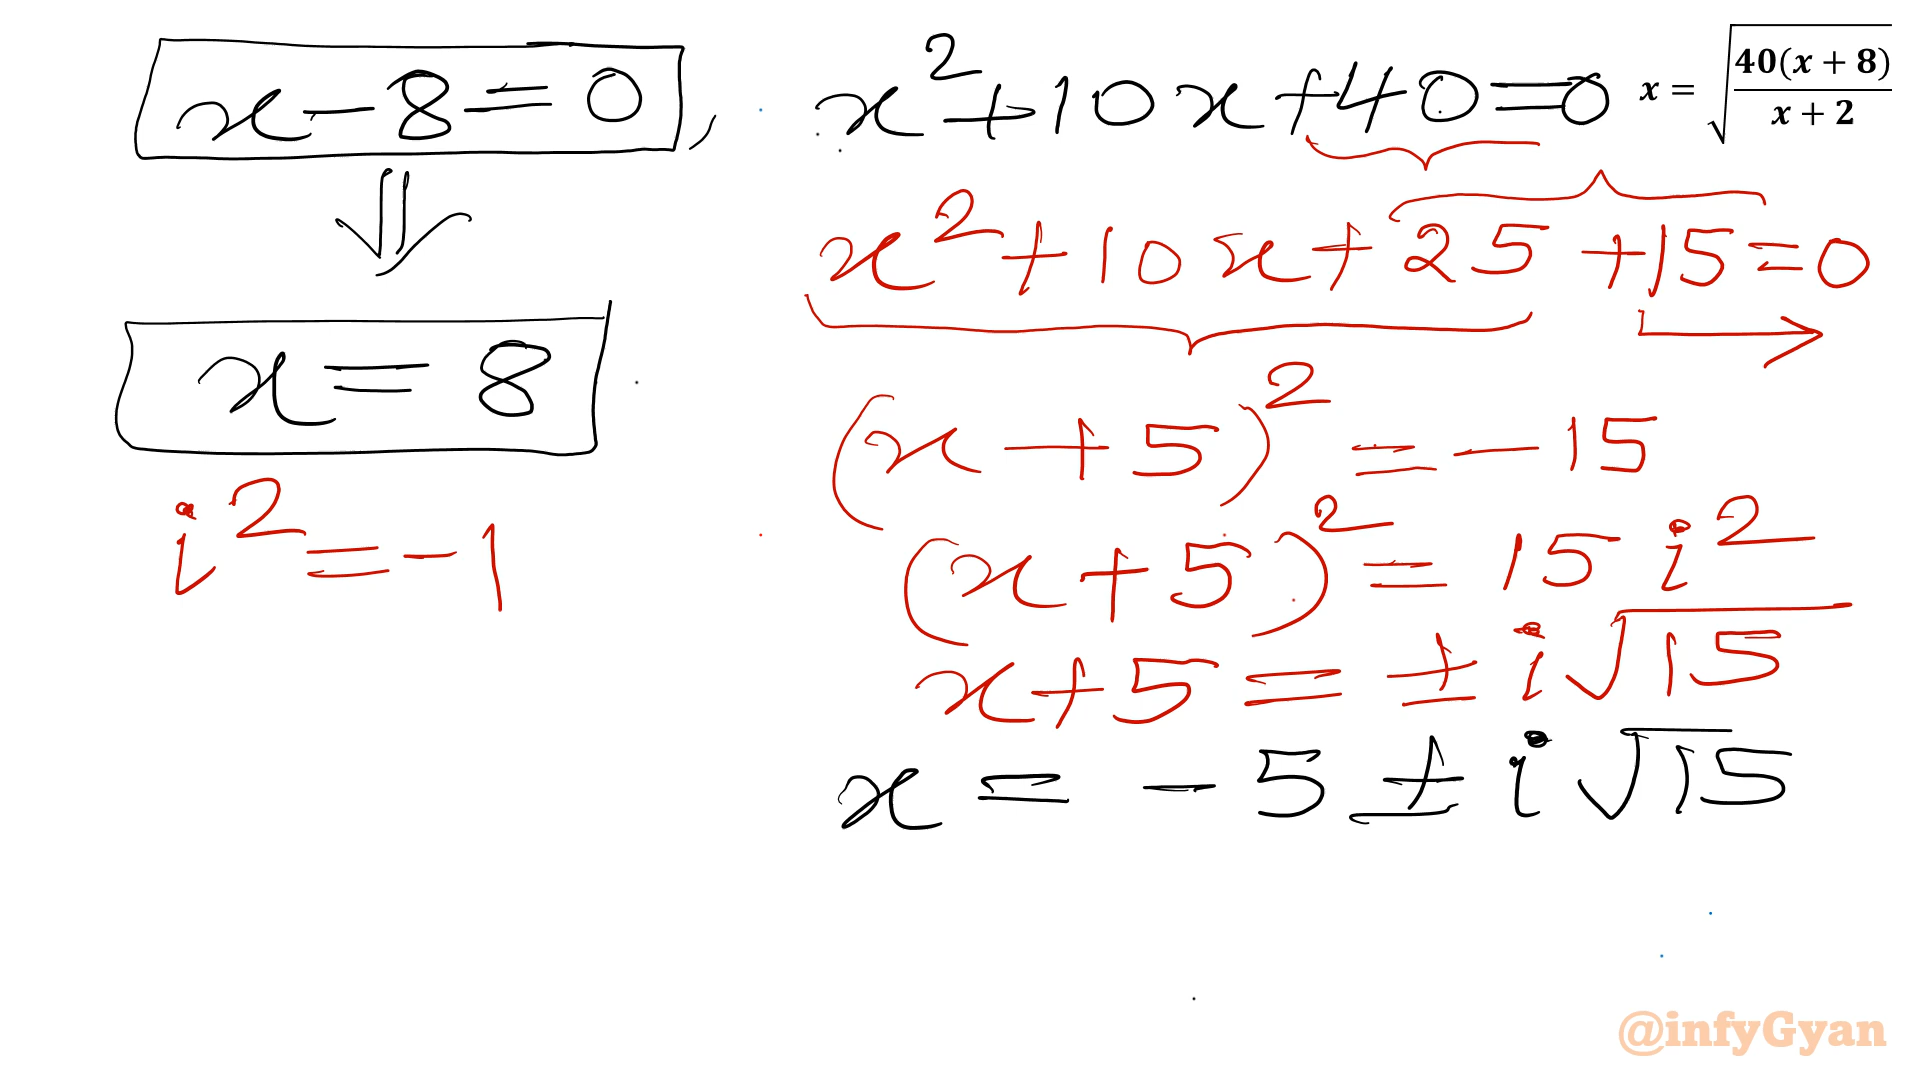 x - 8 = 0, x² + 10x + 40 = 0
x = √(40(x + 8)/(x + 2))
⇓
x² + 10x + 25 + 15 = 0
x = 8
(x + 5)² = -15
i² = -1
(x + 5)² = 15 i²
x + 5 = ± i√15
x = -5 ± i√15
@infyGyan